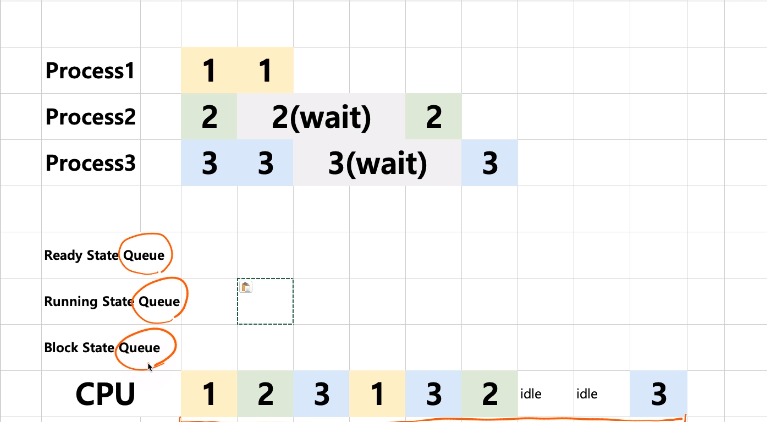 Process1 1 1
Process2 2 2(wait) 2
Process3 3 3 3(wait) 3
Ready State Queue
Running State Queue
Block State Queue
CPU 1 2 3 1 3 2 idle idle 3